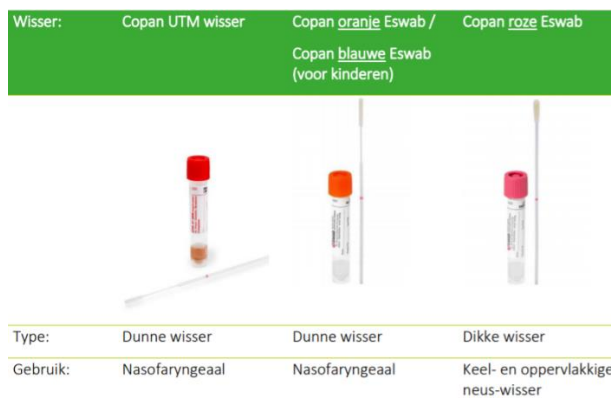 Wisser:
Copan UTM wisser
Copan oranje Eswab /
Copan blauwe Eswab
(voor kinderen)
Copan roze Eswab
Type:
Dunne wisser
Dunne wisser
Dikke wisser
Gebruik:
Nasofaryngeaal
Nasofaryngeaal
Keel- en oppervlakkige
neus-wisser